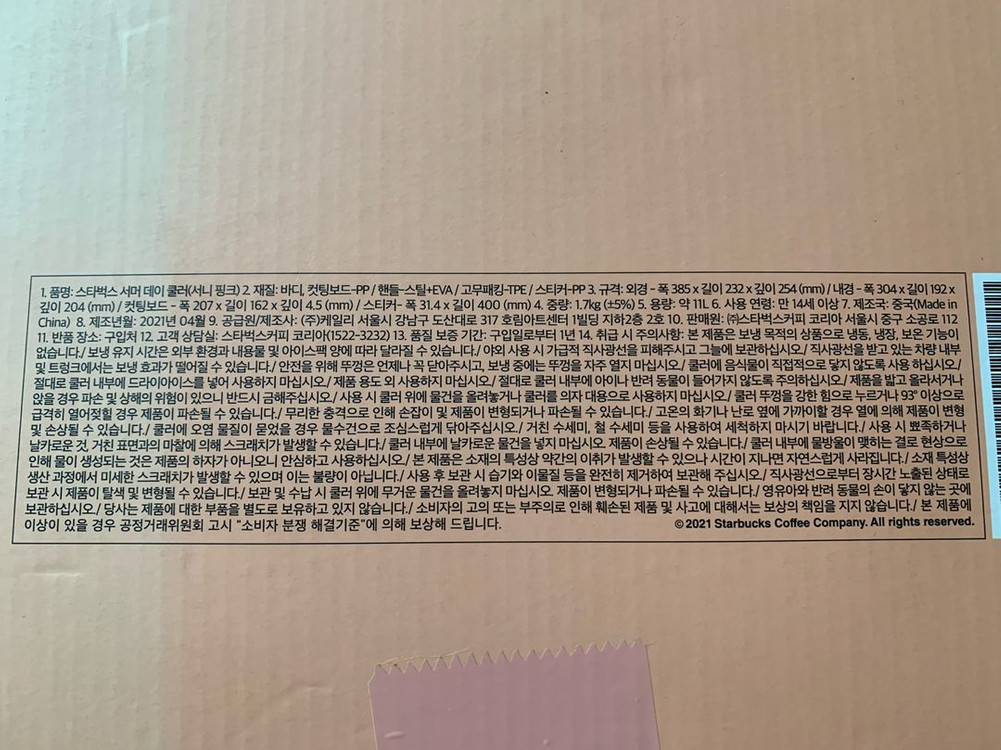 1. 품명: 스타벅스 서머 데이 쿨러(서니 핑크) 2. 재질: 바디, 컷팅보드-PP / 핸들-스틸+EVA / 고무패킹-TPE / 스티커-PP 3. 규격: 외경 - 폭 385 x 길이 232 x 깊이 254 (mm) / 내경 - 폭 304 x 길이 192 x
깊이 204 (mm) / 컷팅보드 - 폭 207 x 길이 162 x 깊이 4.5 (mm) / 스티커- 폭 31.4 x 길이 400 (mm) 4. 중량: 1.7kg (±5%) 5. 용량: 약 11L 6. 사용 연령: 만 14세 이상 7. 제조국: 중국(Made in
China) 8. 제조년월: 2021년 04월 9. 공급원/제조사: (주)케일리 서울시 강남구 도산대로 317 호림아트센터 1빌딩 지하2층 2호 10. 판매원: ㈜스타벅스커피 코리아 서울시 중구 소공로 112
11. 반품 장소: 구입처 12. 고객 상담실: 스타벅스커피 코리아(1522-3232) 13. 품질 보증 기간: 구입일로부터 1년 14. 취급 시 주의사항: 본 제품은 보냉 목적의 상품으로 냉동, 냉장, 보온 기능이
없습니다./ 보냉 유지 시간은 외부 환경과 내용물 및 아이스팩 양에 따라 달라질 수 있습니다./ 야외 사용 시 가급적 직사광선을 피해주시고 그늘에 보관하십시오./ 직사광선을 받고 있는 차량 내부
및 트렁크에서는 보냉 효과가 떨어질 수 있습니다./ 안전을 위해 뚜껑은 언제나 꼭 닫아주시고, 보냉 중에는 뚜껑을 자주 열지 마십시오./ 쿨러에 음식물이 직접적으로 닿지 않도록 사용 하십시오./
절대로 쿨러 내부에 드라이아이스를 넣어 사용하지 마십시오./ 제품 용도 외 사용하지 마십시오./ 절대로 쿨러 내부에 아이나 반려 동물이 들어가지 않도록 주의하십시오./ 제품을 밟고 올라서거나
앉을 경우 파손 및 상해의 위험이 있으니 반드시 금해주십시오./ 사용 시 쿨러 위에 물건을 올려놓거나 쿨러를 의자 대용으로 사용하지 마십시오./ 쿨러 뚜껑을 강한 힘으로 누르거나 93° 이상으로
급격히 열어젖힐 경우 제품이 파손될 수 있습니다./ 무리한 충격으로 인해 손잡이 및 제품이 변형되거나 파손될 수 있습니다./ 고온의 화기나 난로 옆에 가까이할 경우 열에 의해 제품이 변형
및 손상될 수 있습니다./ 쿨러에 오염 물질이 묻었을 경우 물수건으로 조심스럽게 닦아주십시오./ 거친 수세미, 철 수세미 등을 사용하여 세척하지 마시기 바랍니다./ 사용 시 뾰족하거나
날카로운 것, 거친 표면과의 마찰에 의해 스크래치가 발생할 수 있습니다./ 쿨러 내부에 날카로운 물건을 넣지 마십시오. 제품이 손상될 수 있습니다./ 쿨러 내부에 물방울이 맺히는 결로 현상으로
인해 물이 생성되는 것은 제품의 하자가 아니오니 안심하고 사용하십시오./ 본 제품은 소재의 특성상 약간의 이취가 발생할 수 있으나 시간이 지나면 자연스럽게 사라집니다./ 소재 특성상
생산 과정에서 미세한 스크래치가 발생할 수 있으며 이는 불량이 아닙니다./ 사용 후 보관 시 습기와 이물질 등을 완전히 제거하여 보관해 주십시오./ 직사광선으로부터 장시간 노출된 상태로
보관 시 제품이 탈색 및 변형될 수 있습니다./ 보관 및 수납 시 쿨러 위에 무거운 물건을 올려놓지 마십시오. 제품이 변형되거나 파손될 수 있습니다./ 영유아와 반려 동물의 손이 닿지 않는 곳에
보관하십시오./ 당사는 제품에 대한 부품을 별도로 보유하고 있지 않습니다./ 소비자의 고의 또는 부주의로 인해 훼손된 제품 및 사고에 대해서는 보상의 책임을 지지 않습니다./ 본 제품에
이상이 있을 경우 공정거래위원회 고시 "소비자 분쟁 해결기준"에 의해 보상해 드립니다.
© 2021 Starbucks Coffee Company. All rights reserved.